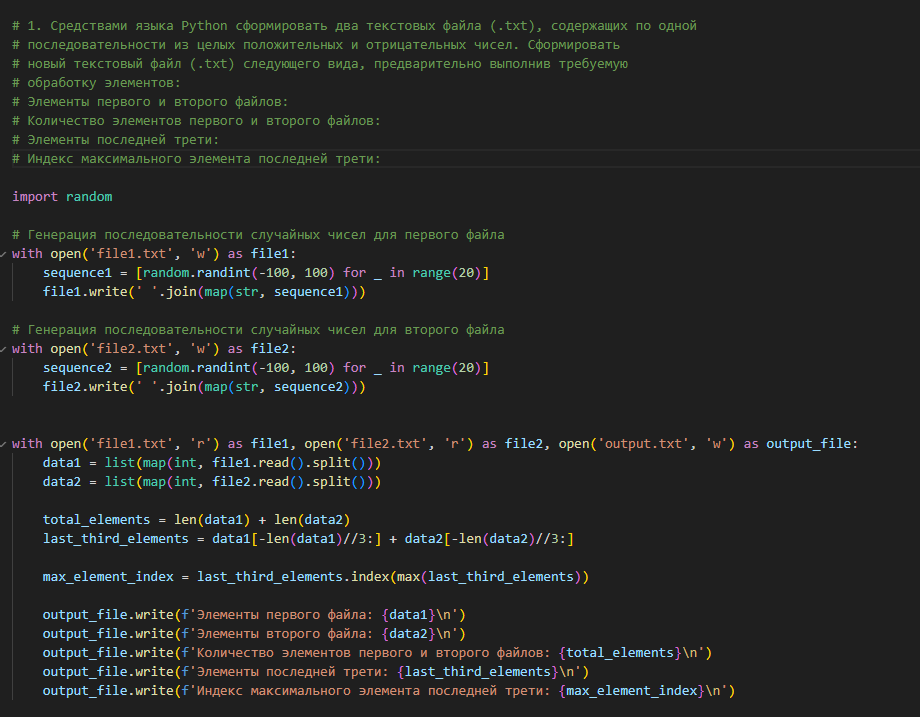 # 1. Средствами языка Python сформировать два текстовых файла (.txt), содержащих по одной
# последовательности из целых положительных и отрицательных чисел. Сформировать
# новый текстовый файл (.txt) следующего вида, предварительно выполнив требуемую
# обработку элементов:
# Элементы первого и второго файлов:
# Количество элементов первого и второго файлов:
# Элементы последней трети:
# Индекс максимального элемента последней трети:
import random
# Генерация последовательности случайных чисел для первого файла
with open('file1.txt', 'w') as file1:
    sequence1 = [random.randint(-100, 100) for _ in range(20)]
    file1.write(' '.join(map(str, sequence1)))
# Генерация последовательности случайных чисел для второго файла
with open('file2.txt', 'w') as file2:
    sequence2 = [random.randint(-100, 100) for _ in range(20)]
    file2.write(' '.join(map(str, sequence2)))
with open('file1.txt', 'r') as file1, open('file2.txt', 'r') as file2, open('output.txt', 'w') as output_file:
    data1 = list(map(int, file1.read().split()))
    data2 = list(map(int, file2.read().split()))
    total_elements = len(data1) + len(data2)
    last_third_elements = data1[-len(data1)//3:] + data2[-len(data2)//3:]
    max_element_index = last_third_elements.index(max(last_third_elements))
    output_file.write(f'Элементы первого файла: {data1}\n')
    output_file.write(f'Элементы второго файла: {data2}\n')
    output_file.write(f'Количество элементов первого и второго файлов: {total_elements}\n')
    output_file.write(f'Элементы последней трети: {last_third_elements}\n')
    output_file.write(f'Индекс максимального элемента последней трети: {max_element_index}\n')